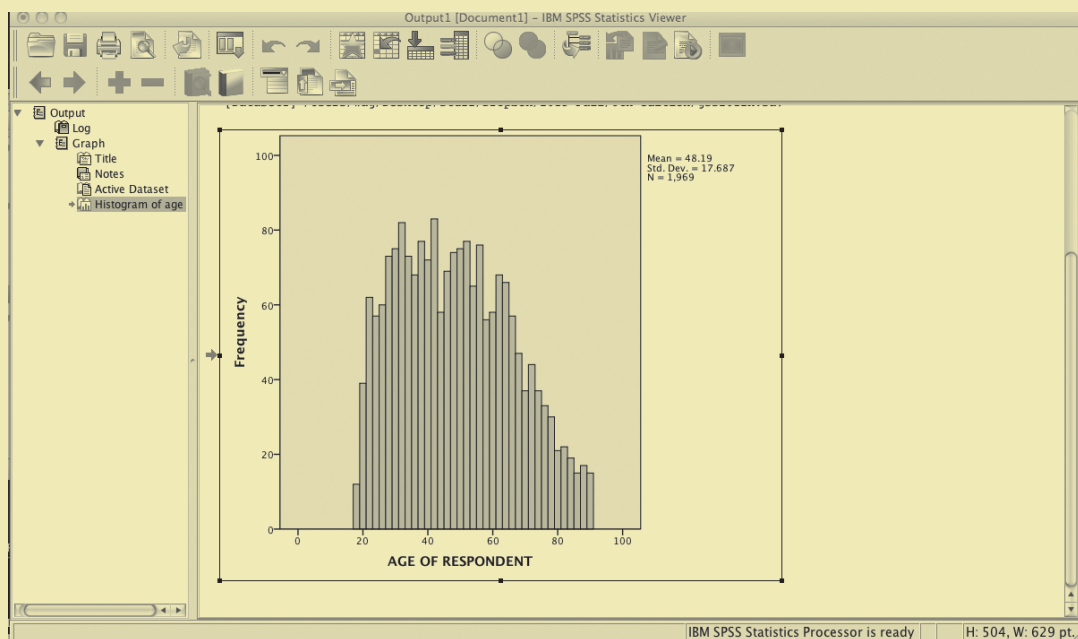 Output1 [Document1] - IBM SPSS Statistics Viewer
Output
Log
Graph
Title
Notes
Active Dataset
Histogram of age
Mean = 48.19
Std. Dev. = 17.687
N = 1,969
100
80
60
40
20
0
Frequency
0 20 40 60 80 100
AGE OF RESPONDENT
IBM SPSS Statistics Processor is ready
H: 504, W: 629 pt.